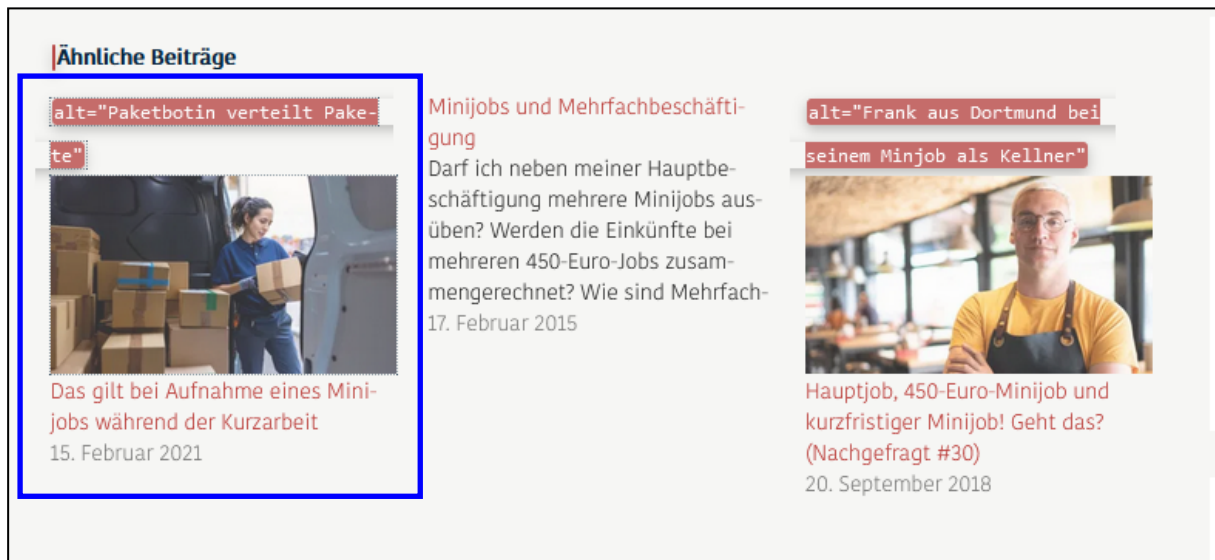 Ähnliche Beiträge
alt="Paketbotin verteilt Pake-
te"
Das gilt bei Aufnahme eines Mini-
jobs während der Kurzarbeit
15. Februar 2021
Minijobs und Mehrfachbeschäfti-
gung
Darf ich neben meiner Hauptbe-
schäftigung mehrere Minijobs aus-
üben? Werden die Einkünfte bei
mehreren 450-Euro-Jobs zusam-
mengerechnet? Wie sind Mehrfach-
17. Februar 2015
alt="Frank aus Dortmund bei
seinem Minjob als Kellner"
Hauptjob, 450-Euro-Minijob und
kurzfristiger Minijob! Geht das?
(Nachgefragt #30)
20. September 2018